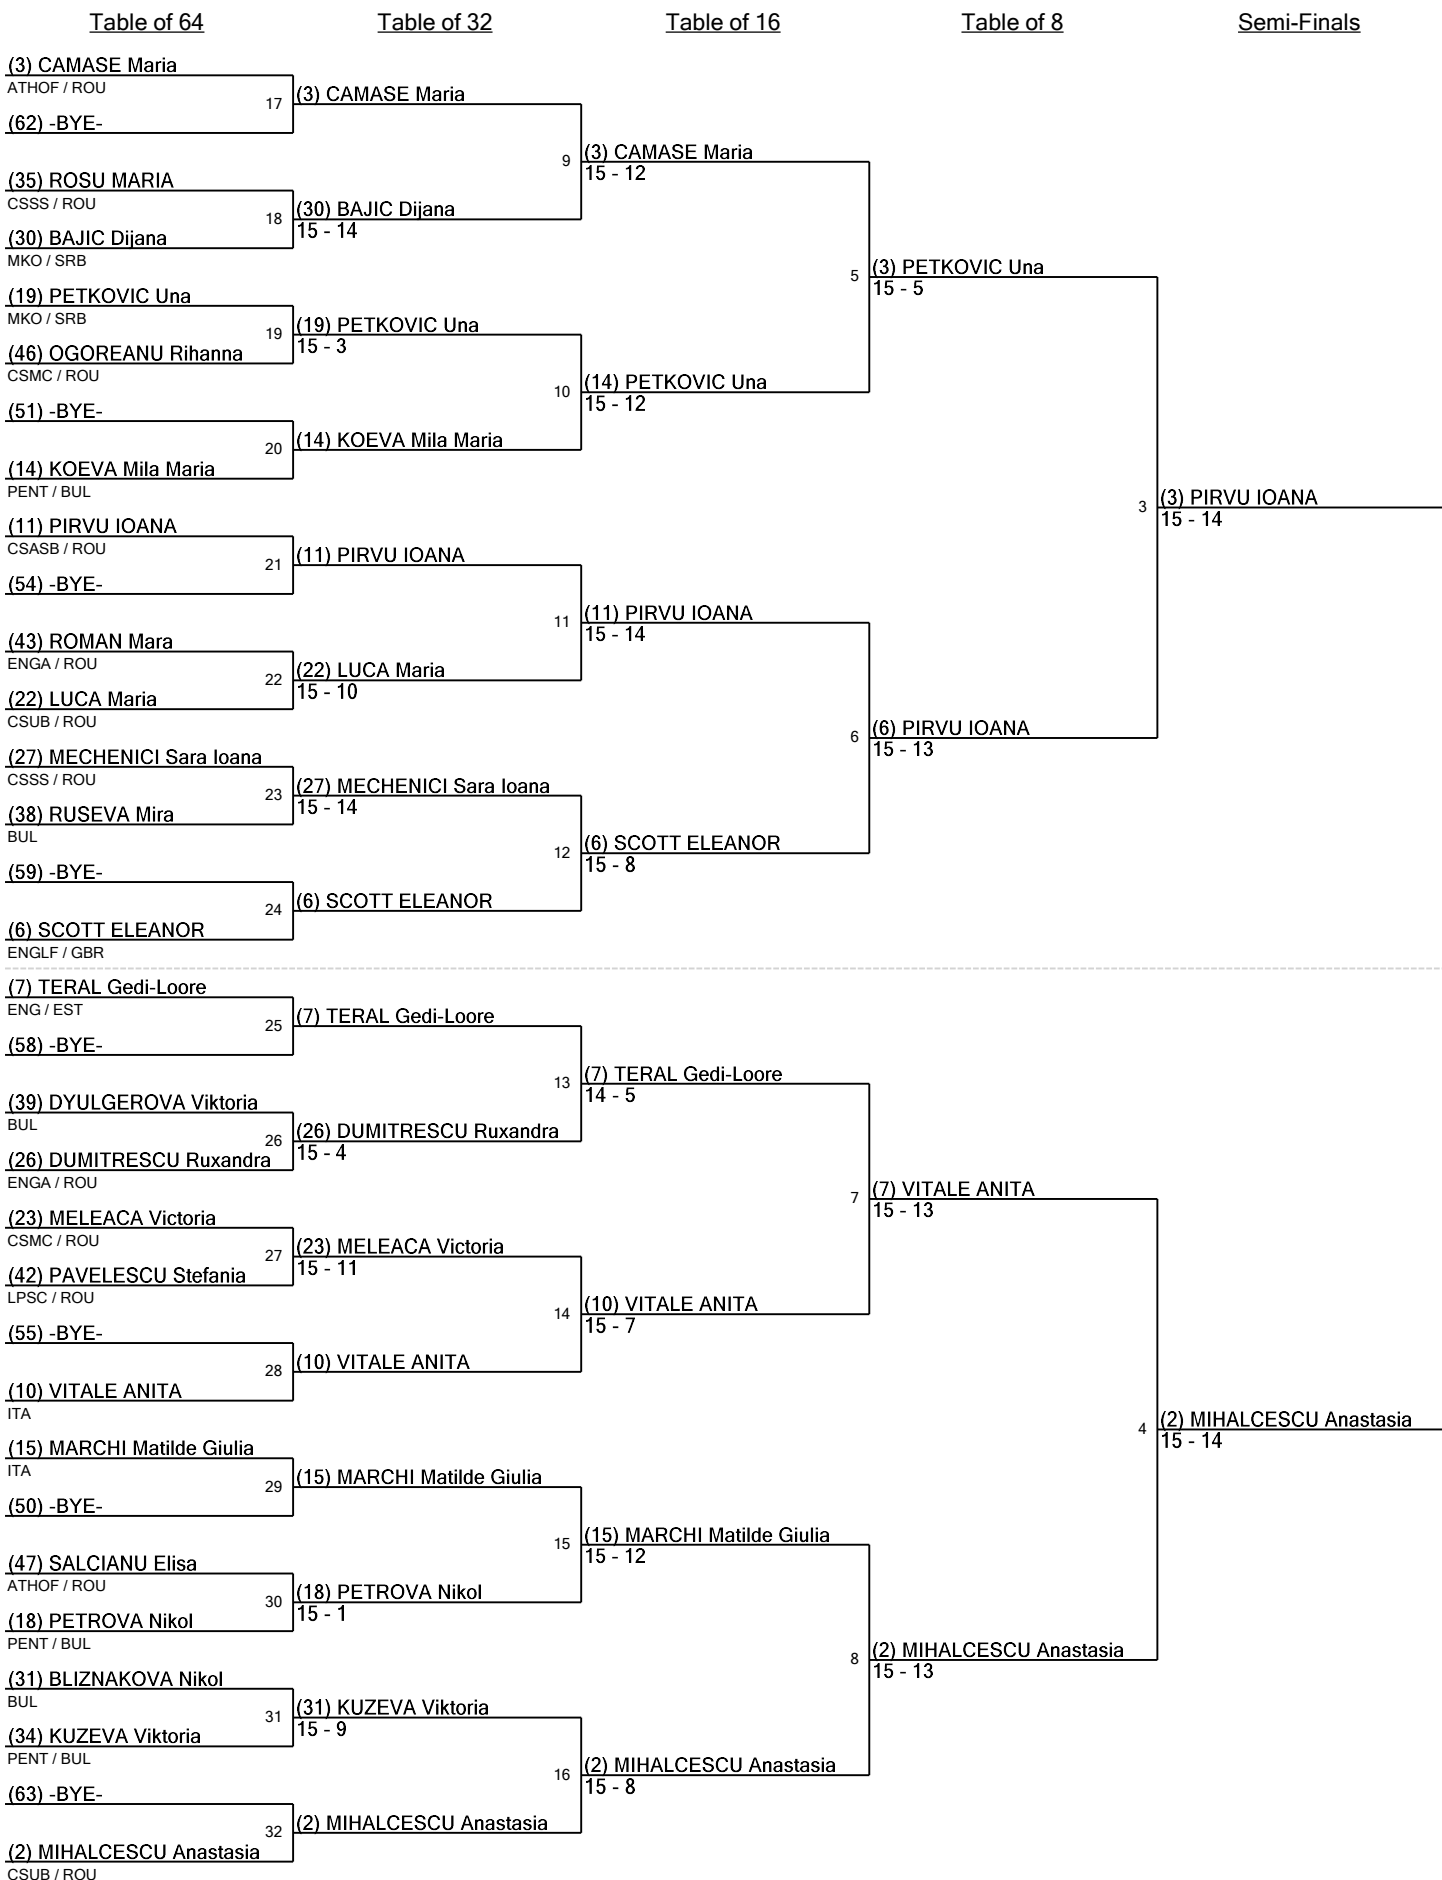 Table of 64 Table of 32 Table of 16 Table of 8 Semi-Finals
(3) CAMASE Maria
ATHOF / ROU
17 (3) CAMASE Maria
(62) -BYE-
9 (3) CAMASE Maria
15 - 12
(35) ROSU MARIA
CSSS / ROU
18 (30) BAJIC Dijana
15 - 14
(30) BAJIC Dijana
MKO / SRB
5 (3) PETKOVIC Una
15 - 5
(19) PETKOVIC Una
MKO / SRB
19 (19) PETKOVIC Una
15 - 3
(46) OGOREANU Rihanna
CSMC / ROU
10 (14) PETKOVIC Una
15 - 12
(51) -BYE-
20 (14) KOEVA Mila Maria
(14) KOEVA Mila Maria
PENT / BUL
3 (3) PIRVU IOANA
15 - 14
(11) PIRVU IOANA
CSASB / ROU
21 (11) PIRVU IOANA
(54) -BYE-
11 (11) PIRVU IOANA
15 - 14
(43) ROMAN Mara
ENGA / ROU
22 (22) LUCA Maria
15 - 10
(22) LUCA Maria
CSUB / ROU
6 (6) PIRVU IOANA
15 - 13
(27) MECHENICI Sara Ioana
CSSS / ROU
23 (27) MECHENICI Sara Ioana
15 - 14
(38) RUSEVA Mira
BUL
12 (6) SCOTT ELEANOR
15 - 8
(59) -BYE-
24 (6) SCOTT ELEANOR
(6) SCOTT ELEANOR
ENGLF / GBR
(7) TERAL Gedi-Loore
ENG / EST
25 (7) TERAL Gedi-Loore
(58) -BYE-
13 (7) TERAL Gedi-Loore
14 - 5
(39) DYULGEROVA Viktoria
BUL
26 (26) DUMITRESCU Ruxandra
15 - 4
(26) DUMITRESCU Ruxandra
ENGA / ROU
7 (7) VITALE ANITA
15 - 13
(23) MELEACA Victoria
CSMC / ROU
27 (23) MELEACA Victoria
15 - 11
(42) PAVELESCU Stefania
LPSC / ROU
14 (10) VITALE ANITA
15 - 7
(55) -BYE-
28 (10) VITALE ANITA
(10) VITALE ANITA
ITA
4 (2) MIHALCESCU Anastasia
15 - 14
(15) MARCHI Matilde Giulia
ITA
29 (15) MARCHI Matilde Giulia
(50) -BYE-
15 (15) MARCHI Matilde Giulia
15 - 12
(47) SALCIANU Elisa
ATHOF / ROU
30 (18) PETROVA Nikol
15 - 1
(18) PETROVA Nikol
PENT / BUL
8 (2) MIHALCESCU Anastasia
15 - 13
(31) BLIZNAKOVA Nikol
BUL
31 (31) KUZEVA Viktoria
15 - 9
(34) KUZEVA Viktoria
PENT / BUL
16 (2) MIHALCESCU Anastasia
15 - 8
(63) -BYE-
32 (2) MIHALCESCU Anastasia
(2) MIHALCESCU Anastasia
CSUB / ROU